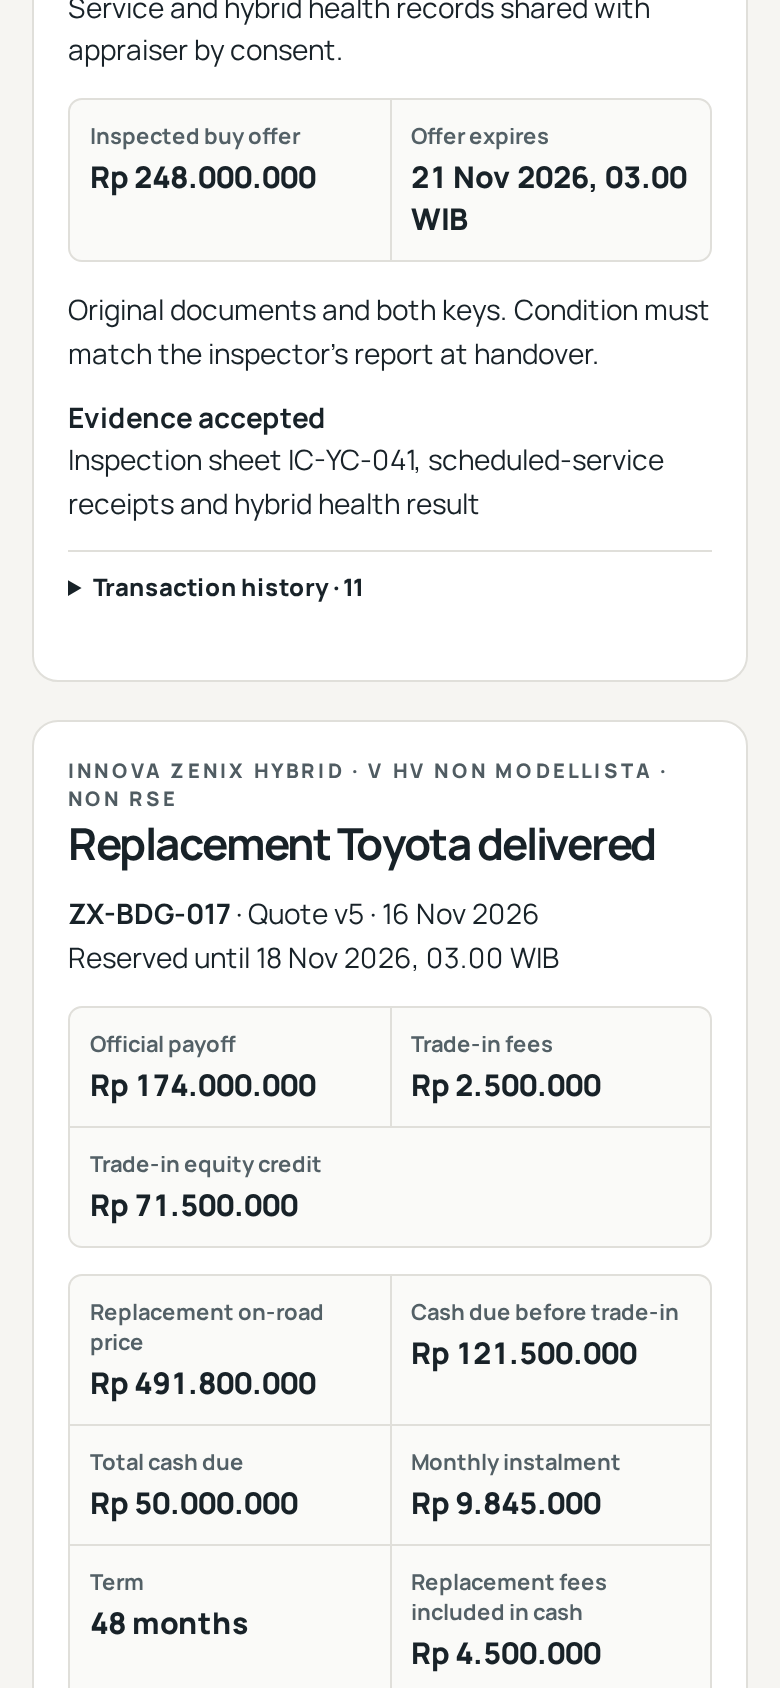 Service and hybrid health records shared with
appraiser by consent.
Inspected buy offer
Rp 248.000.000
Offer expires
21 Nov 2026, 03.00
WIB
Original documents and both keys. Condition must
match the inspector’s report at handover.
Evidence accepted
Inspection sheet IC-YC-041, scheduled-service
receipts and hybrid health result
▶ Transaction history · 11
INNOVA ZENIX HYBRID · V HV NON MODELLISTA ·
NON RSE
Replacement Toyota delivered
ZX-BDG-017 · Quote v5 · 16 Nov 2026
Reserved until 18 Nov 2026, 03.00 WIB
Official payoff
Rp 174.000.000
Trade-in fees
Rp 2.500.000
Trade-in equity credit
Rp 71.500.000
Replacement on-road
price
Rp 491.800.000
Cash due before trade-in
Rp 121.500.000
Total cash due
Rp 50.000.000
Monthly instalment
Rp 9.845.000
Term
48 months
Replacement fees
included in cash
Rp 4.500.000